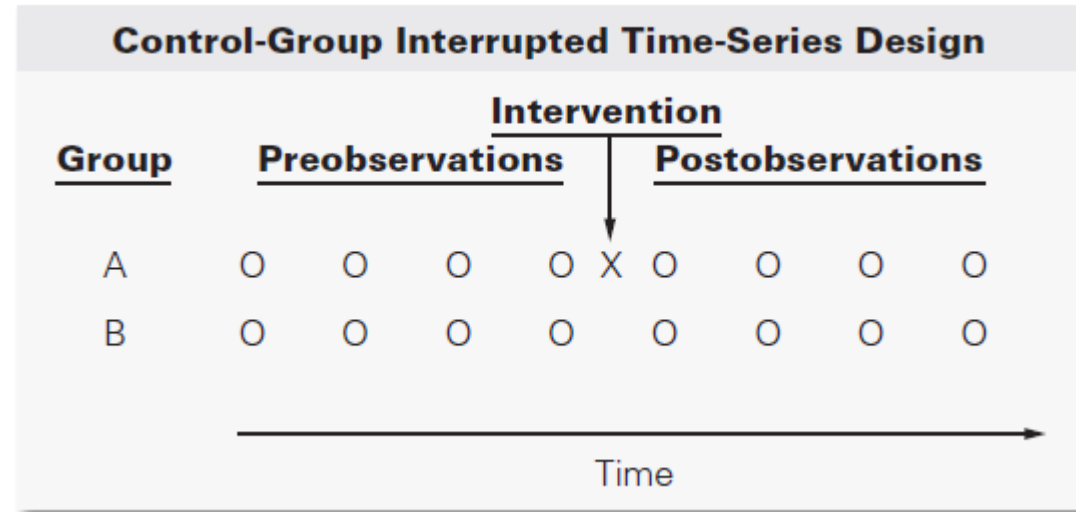 Control-Group Interrupted Time-Series Design
Intervention
Group Preobservations Postobservations
A O O O O X O O O O
B O O O O O O O O
Time